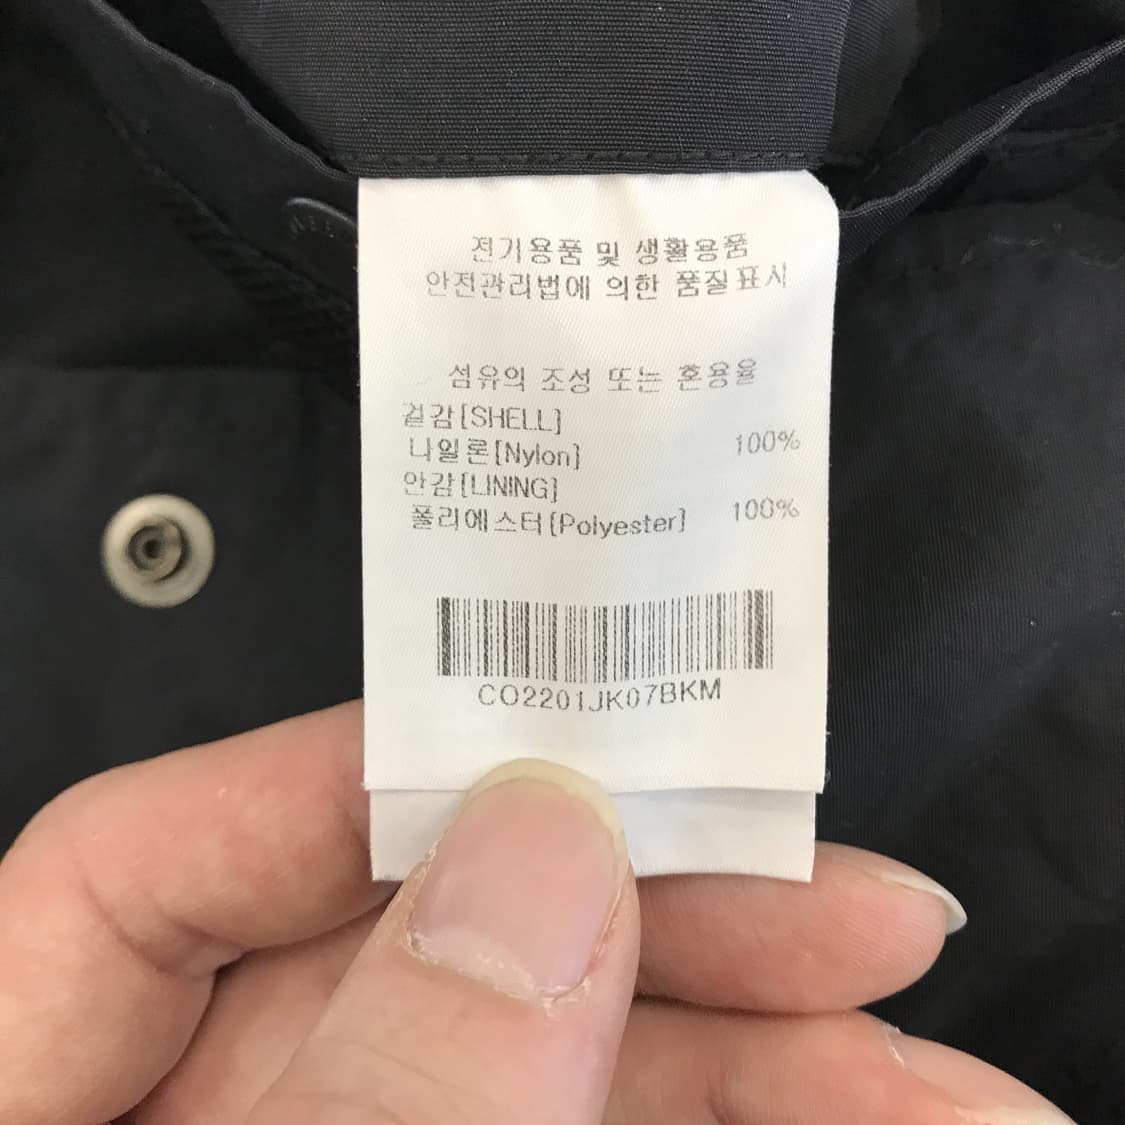 전기용품 및 생활용품
안전관리법에 의한 품질표시
섬유의 조성 또는 혼용율
겉감[SHELL]
나일론[Nylon] 100%
안감[LINING]
폴리에스터[Polyester] 100%
CO2201JK07BKM